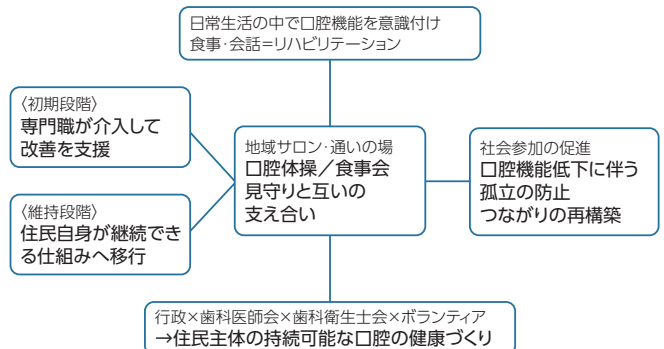 日常生活の中で口腔機能を意識付け
食事・会話=リハビリテーション
〈初期段階〉
専門職が介入して
改善を支援
〈維持段階〉
住民自身が継続でき
る仕組みへ移行
地域サロン・通いの場
口腔体操／食事会
見守りと互いの
支え合い
社会参加の促進
口腔機能低下に伴う
孤立の防止
つながりの再構築
行政×歯科医師会×歯科衛生士会×ボランティア
→住民主体の持続可能な口腔の健康づくり